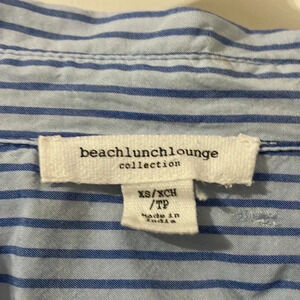 beachlunchlounge
collection
XS/XCH
/TP
Made in
India